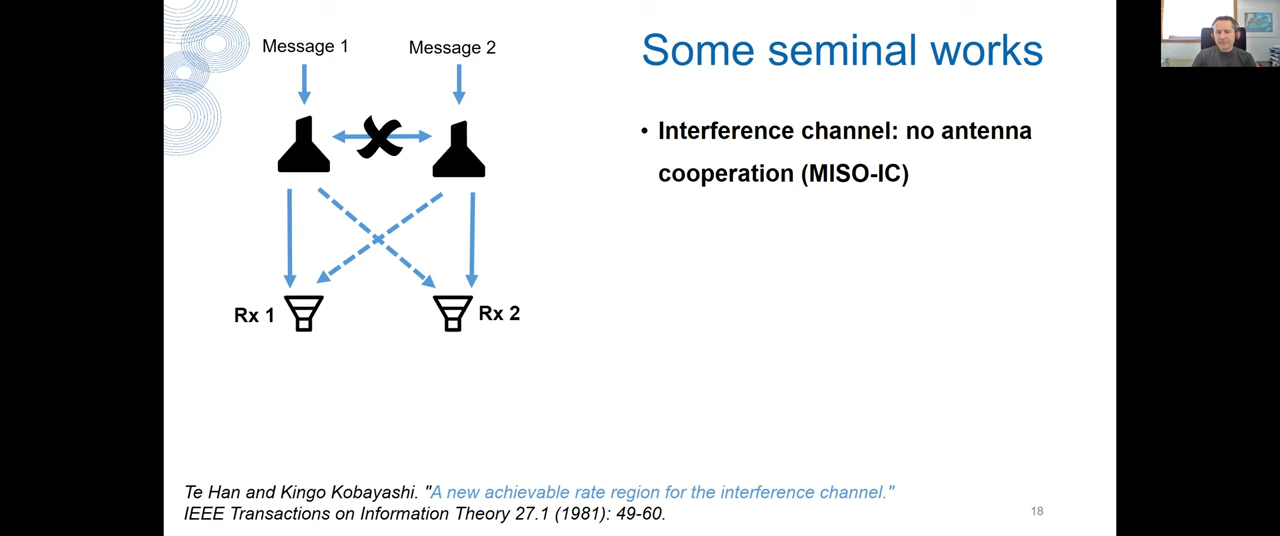 Message 1
Message 2
Some seminal works
• Interference channel: no antenna
cooperation (MISO-IC)
Rx 1
Rx 2
Te Han and Kingo Kobayashi. "A new achievable rate region for the interference channel."
IEEE Transactions on Information Theory 27.1 (1981): 49-60.
18